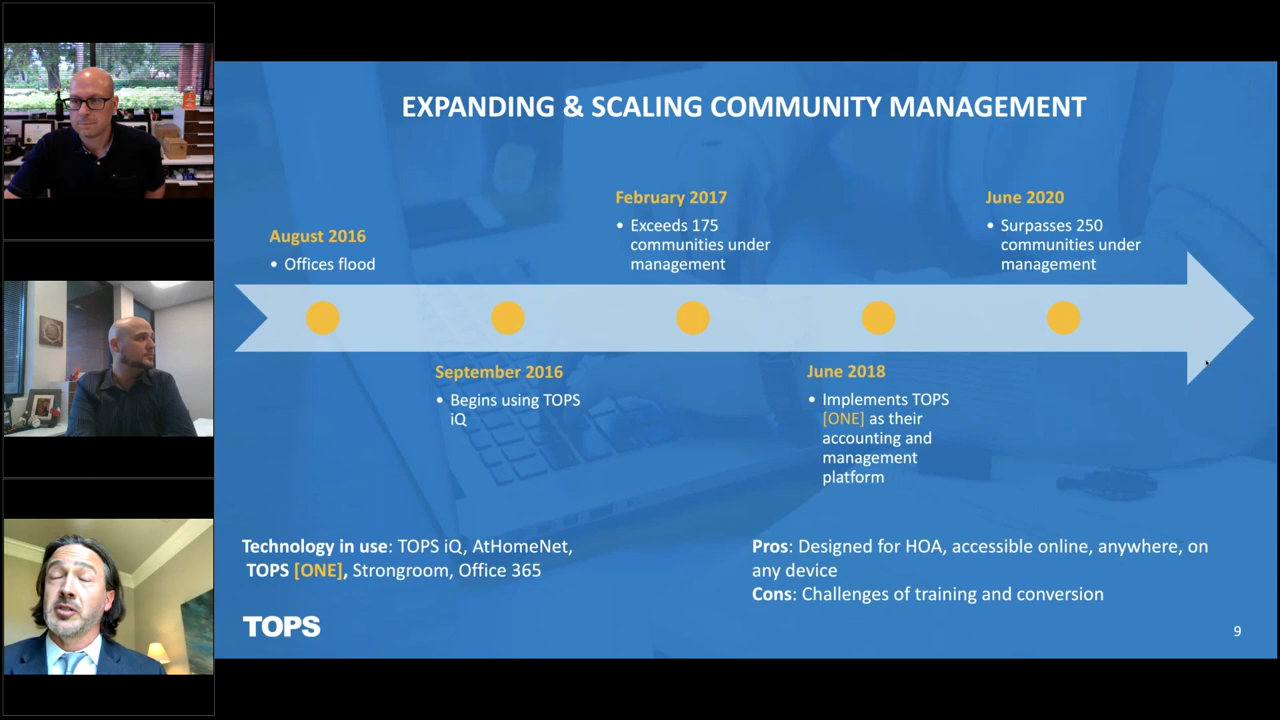 EXPANDING & SCALING COMMUNITY MANAGEMENT
August 2016
• Offices flood
September 2016
• Begins using TOPS
iQ
February 2017
• Exceeds 175
communities under
management
June 2018
• Implements TOPS
[ONE] as their
accounting and
management
platform
June 2020
• Surpasses 250
communities under
management
Technology in use: TOPS iQ, AtHomeNet,
TOPS [ONE], Strongroom, Office 365
Pros: Designed for HOA, accessible online, anywhere, on
any device
Cons: Challenges of training and conversion
TOPS
9